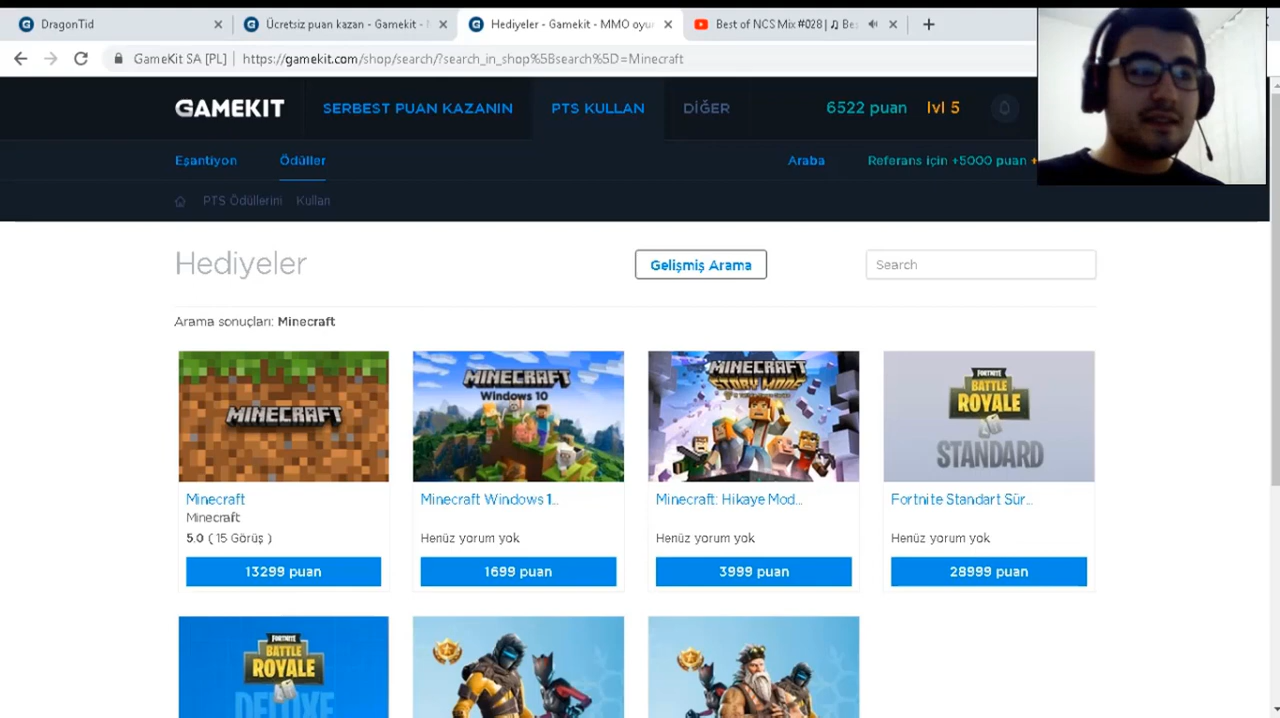 DragonTid
Ücretsiz puan kazan - Gamekit -
Hediyeler - Gamekit - MMO oyu
Best of NCS Mix #028 | ♫ Be
GameKit SA [PL]
https://gamekit.com/shop/search/?search_in_shop%5Bsearch%5D=Minecraft
GAMEKIT
SERBEST PUAN KAZANIN
PTS KULLAN
DİĞER
6522 puan
lvl 5
Eşantiyon
Ödüller
Araba
Referans için +5000 puan +
PTS Ödüllerini
Kullan
Hediyeler
Gelişmiş Arama
Search
Arama sonuçları: Minecraft
MINECRAFT
MINECRAFT
Windows 10
MINECRAFT
STORY MODE
FORTNITE
BATTLE
ROYALE
STANDARD
Minecraft
Minecraft
5.0 ( 15 Görüş )
13299 puan
Minecraft Windows 1...
Henüz yorum yok
1699 puan
Minecraft: Hikaye Mod...
Henüz yorum yok
3999 puan
Fortnite Standart Sür...
Henüz yorum yok
28999 puan
FORTNITE
BATTLE
ROYALE
DELUXE